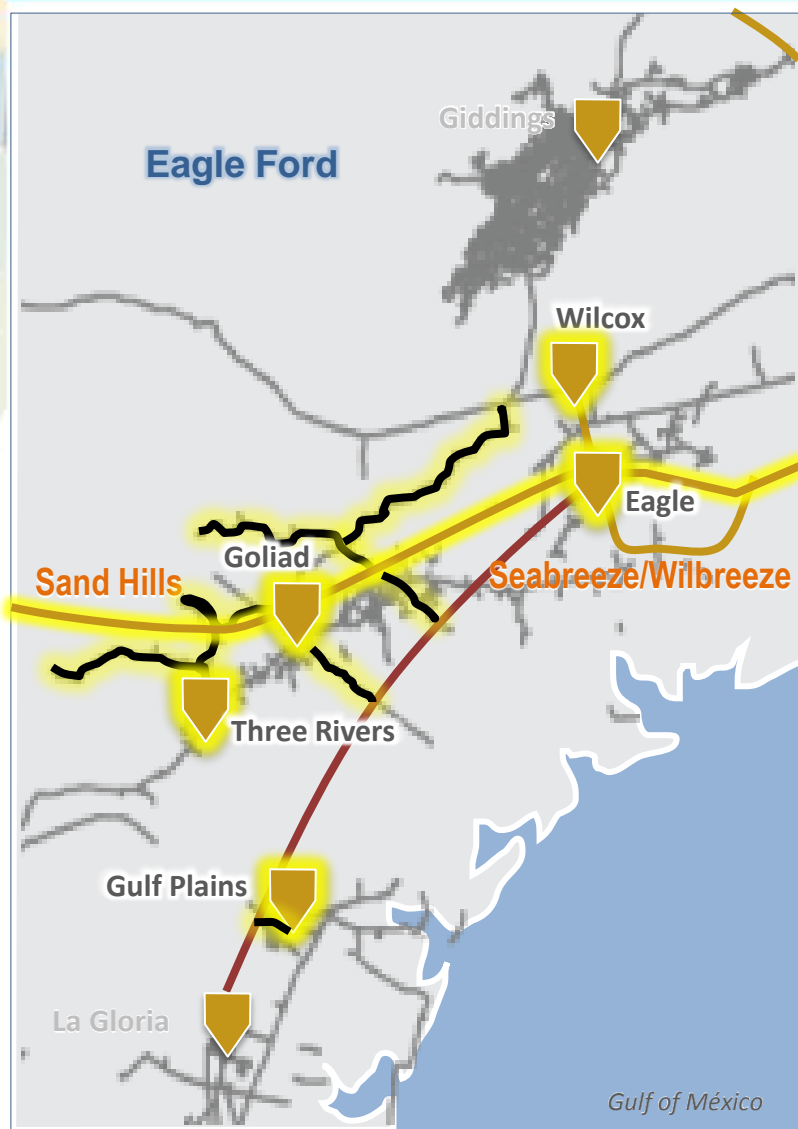 Giddings
Eagle Ford
Wilcox
Eagle
Goliad
Sand Hills
Seabreeze/Wilbreeze
Three Rivers
Gulf Plains
La Gloria
Gulf of México